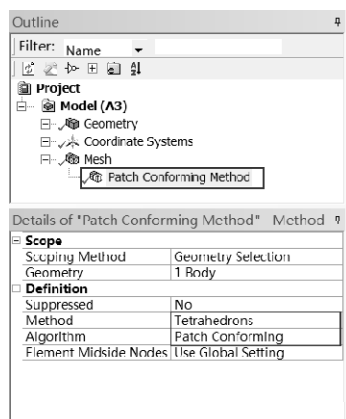 Outline
Filter: Name
Project
Model (A3)
Geometry
Coordinate Systems
Mesh
Patch Conforming Method
Details of "Patch Conforming Method" Method
Scope
Scoping Method Geometry Selection
Geometry 1 Body
Definition
Suppressed No
Method Tetrahedrons
Algorithm Patch Conforming
Element Midside Nodes Use Global Setting